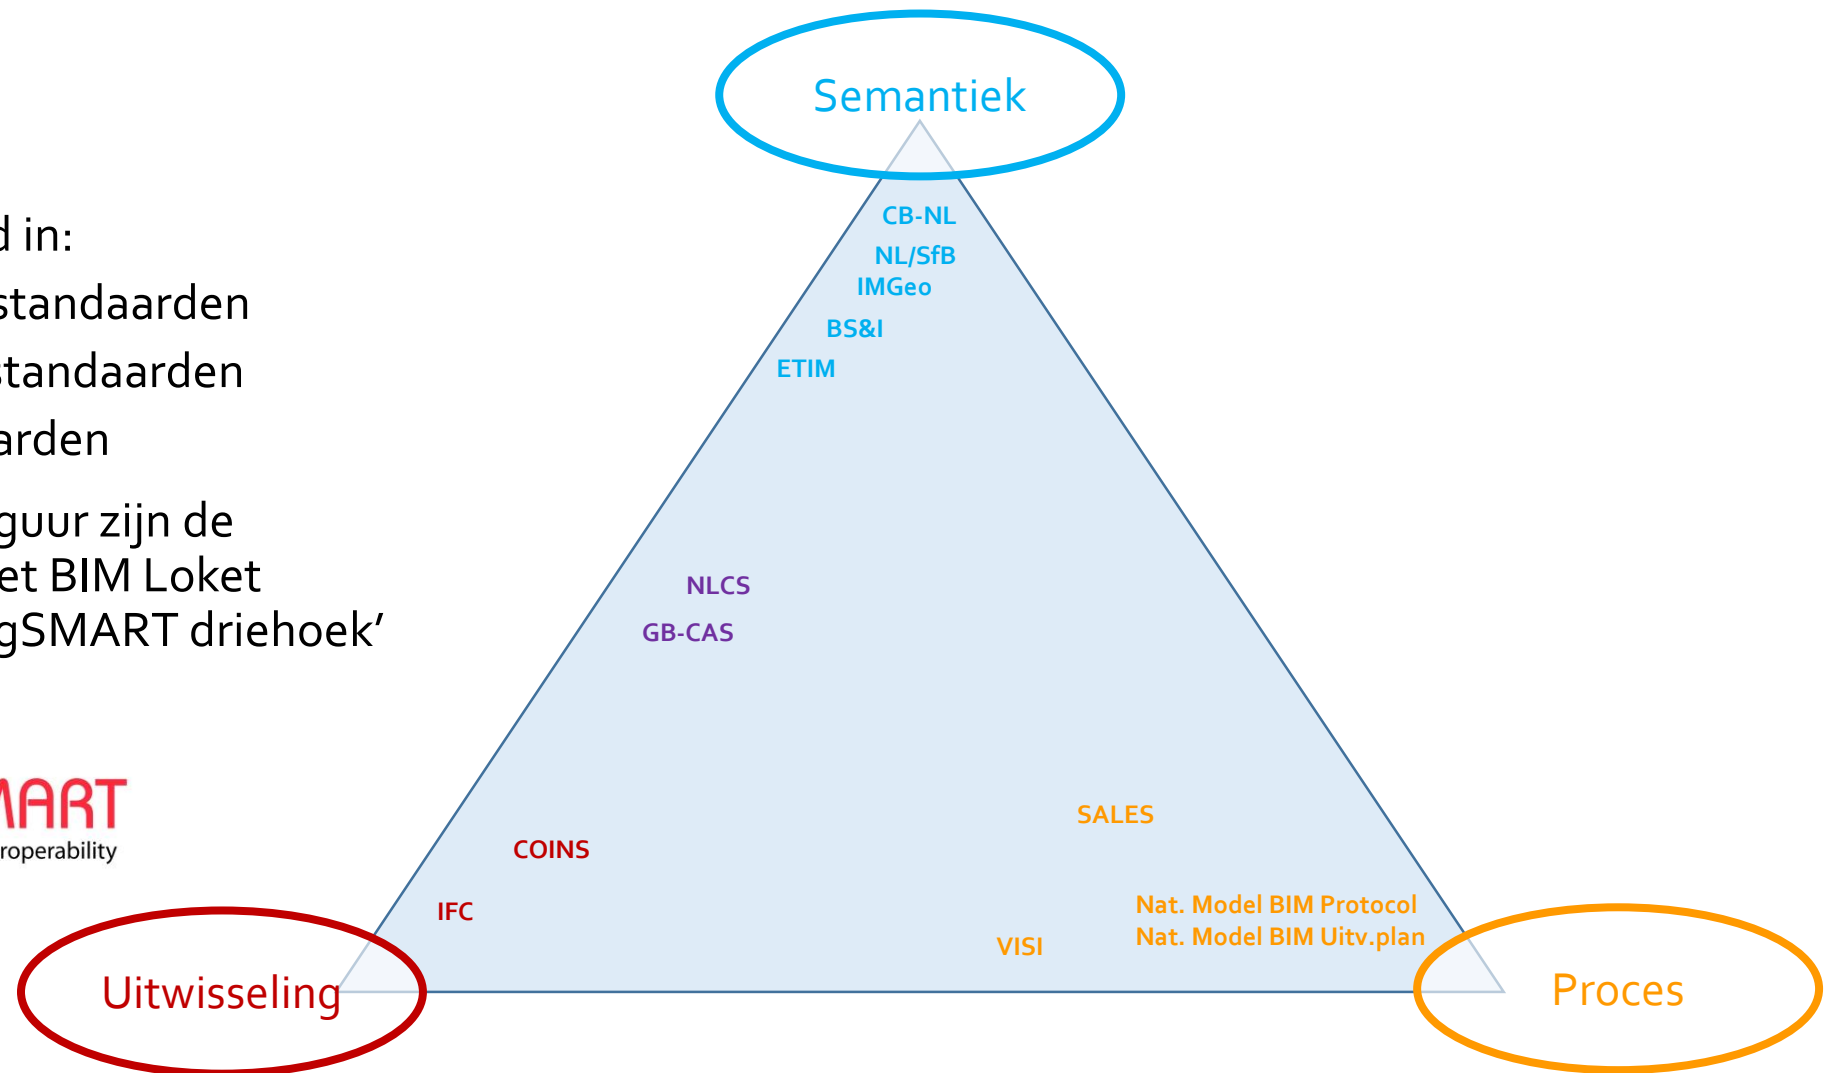 d in:
standaarden
standaarden
arden
guur zijn de
et BIM Loket
gSMART driehoek’
MART
roperability
Semantiek
CB-NL
NL/SfB
IMGeo
BS&I
ETIM
NLCS
GB-CAS
SALES
COINS
IFC
Nat. Model BIM Protocol
Nat. Model BIM Uitv.plan
VISI
Uitwisseling
Proces